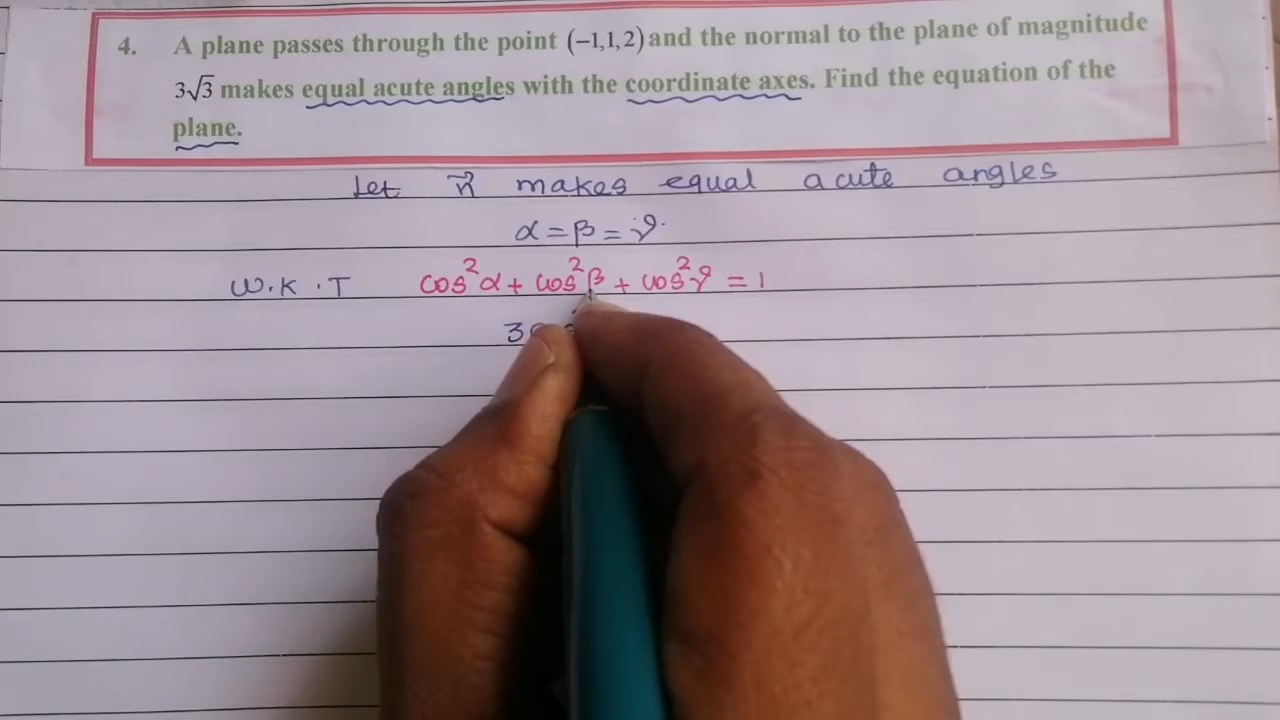 4. A plane passes through the point (−1,1,2) and the normal to the plane of magnitude
3√3 makes equal acute angles with the coordinate axes. Find the equation of the
plane.
Let n⃗ makes equal acute angles
α = β = γ.
W.K.T cos²α + cos²β + cos²γ = 1
3